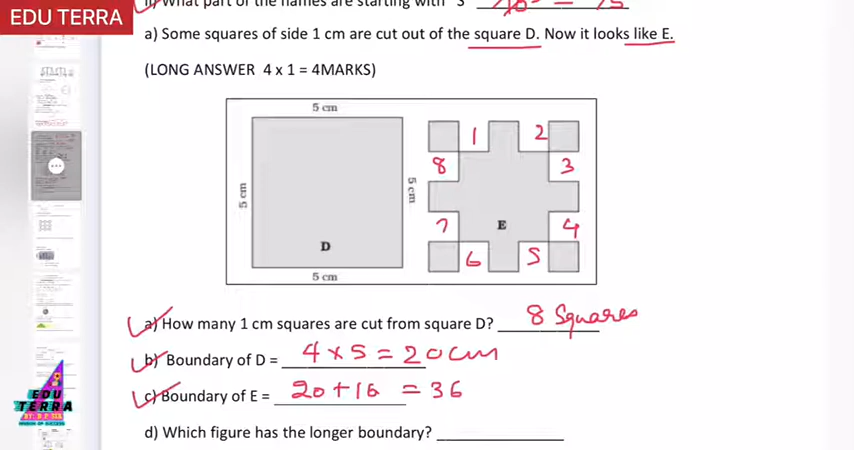 EDU TERRA
a) Some squares of side 1 cm are cut out of the square D. Now it looks like E.
(LONG ANSWER 4 x 1 = 4MARKS)
5 cm
5 cm
5 cm
D
5 cm
1
2
8
3
E
7
4
6
5
a) How many 1 cm squares are cut from square D? 8 Squares
b) Boundary of D = 4 x 5 = 20 cm
c) Boundary of E = 20 + 16 = 36
d) Which figure has the longer boundary?
EDU
TERRA